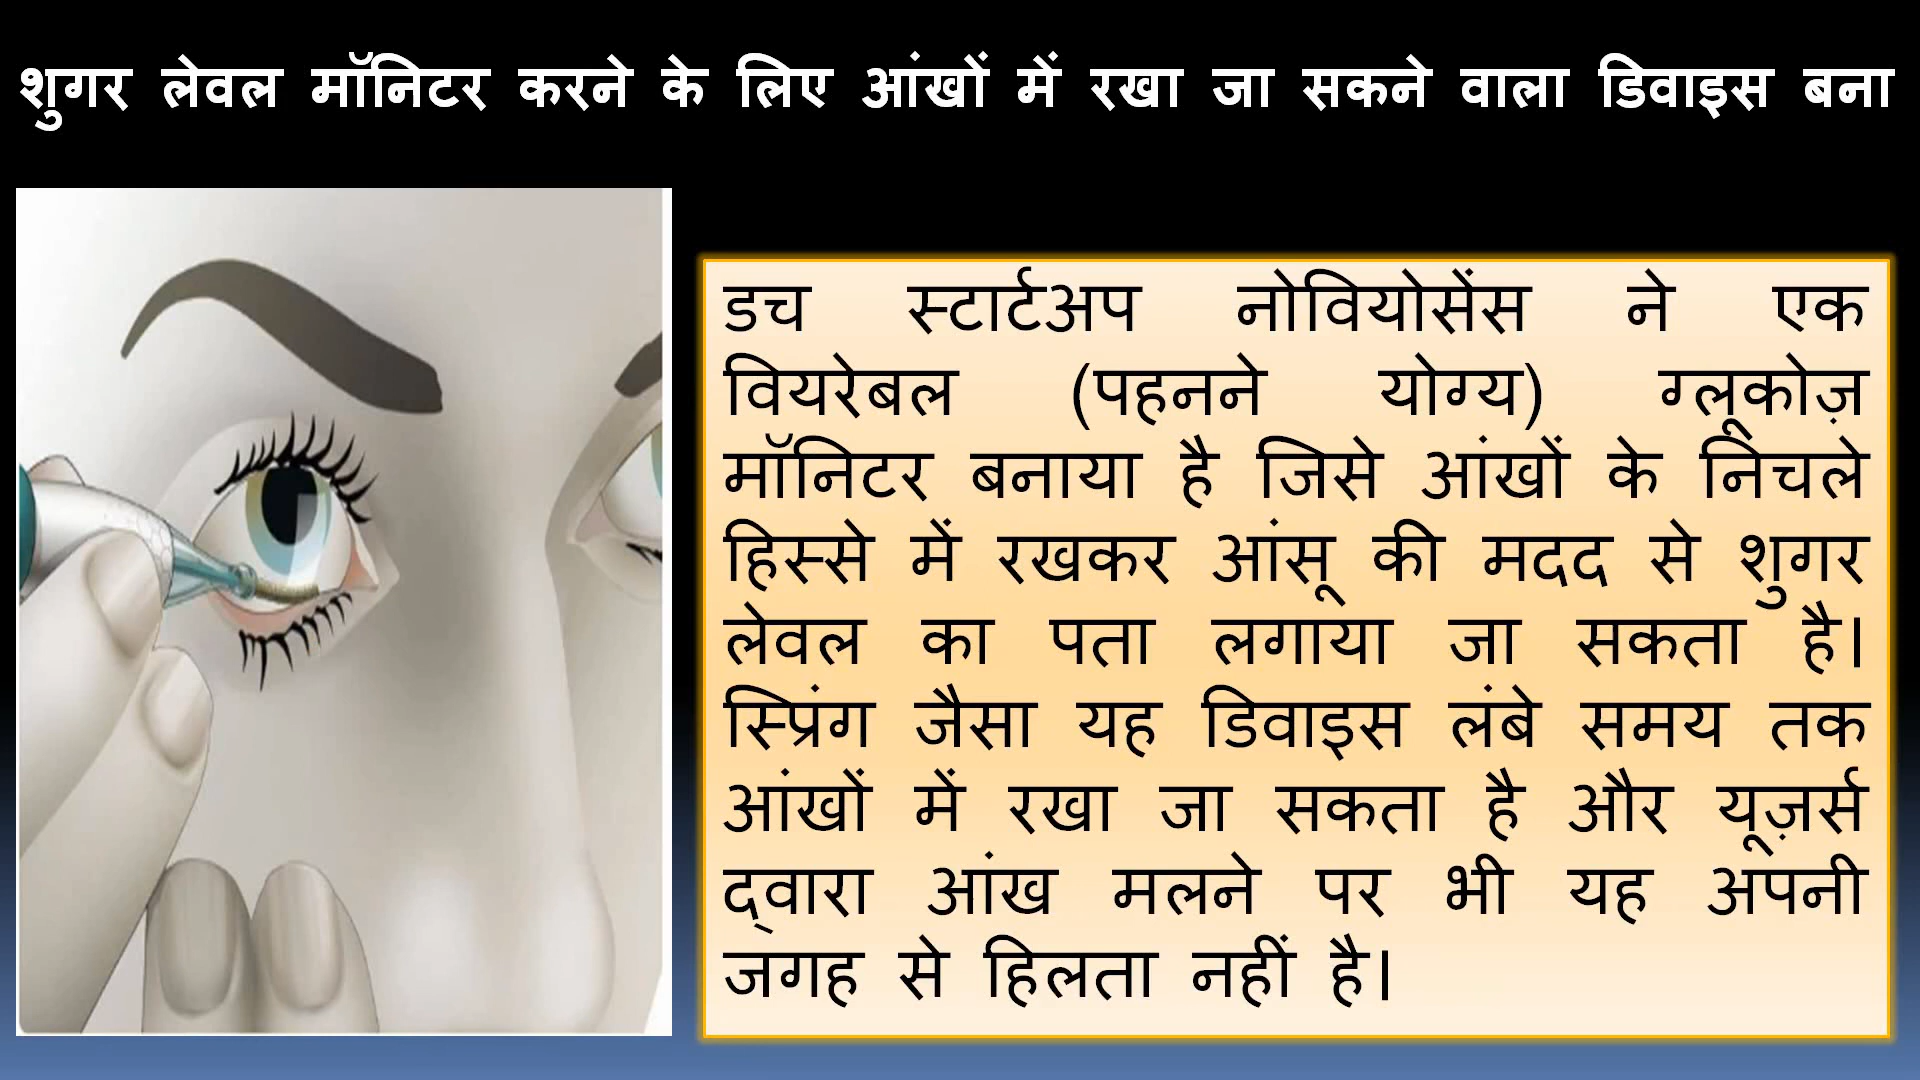 शुगर लेवल मॉनिटर करने के लिए आंखों में रखा जा सकने वाला डिवाइस बना
डच स्टार्टअप नोवियोसेंस ने एक
वियरेबल (पहनने योग्य) ग्लूकोज़
मॉनिटर बनाया है जिसे आंखों के निचले
हिस्से में रखकर आंसू की मदद से शुगर
लेवल का पता लगाया जा सकता है।
स्प्रिंग जैसा यह डिवाइस लंबे समय तक
आंखों में रखा जा सकता है और यूज़र्स
द्वारा आंख मलने पर भी यह अपनी
जगह से हिलता नहीं है।